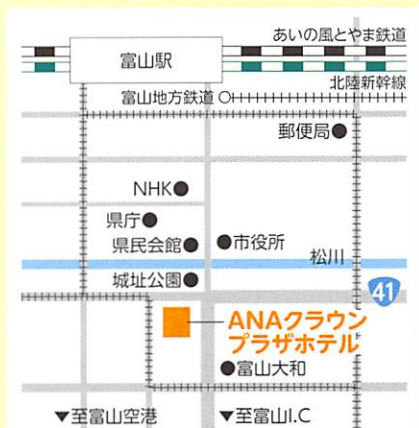 あいの風とやま鉄道
富山駅
北陸新幹線
富山地方鉄道
郵便局
NHK
県庁
県民会館
市役所
松川
城址公園
41
ANAクラウン
プラザホテル
富山大和
▼至富山空港
▼至富山I.C